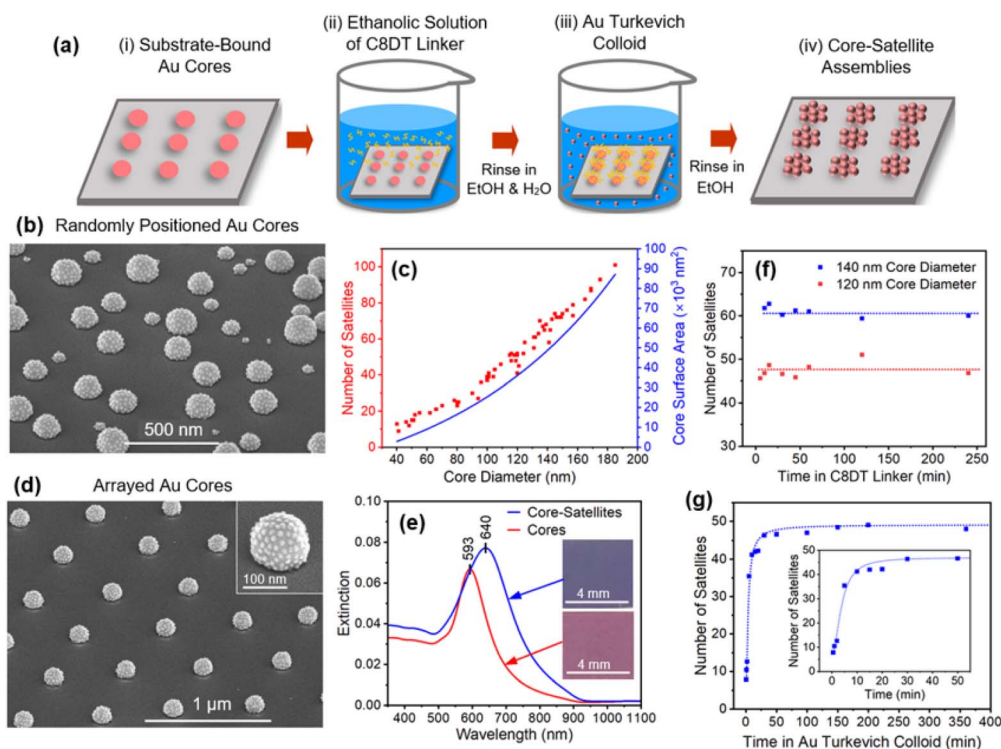 (a)
(i) Substrate-Bound
Au Cores
(ii) Ethanolic Solution
of C8DT Linker
(iii) Au Turkevich
Colloid
(iv) Core-Satellite
Assemblies
Rinse in
EtOH & H2O
Rinse in
EtOH
(b) Randomly Positioned Au Cores
500 nm
(c)
Number of Satellites
100
80
60
40
20
0
40 60 80 100 120 140 160 180 200
Core Diameter (nm)
100
90
80
70
60
50
40
30
20
10
0
Core Surface Area (×10³ nm²)
(f)
140 nm Core Diameter
120 nm Core Diameter
Number of Satellites
70
60
50
40
30
0 50 100 150 200 250
Time in C8DT Linker (min)
(d) Arrayed Au Cores
100 nm
1 µm
(e)
Core-Satellites
Cores
593
640
4 mm
4 mm
Extinction
0.10
0.08
0.06
0.04
0.02
0.00
400 500 600 700 800 900 1000 1100
Wavelength (nm)
(g)
Number of Satellites
60
50
40
30
20
10
0
0 50 100 150 200 250 300 350 400
Time in Au Turkevich Colloid (min)
Number of Satellites
50
40
30
20
10
0
0 10 20 30 40 50
Time (min)